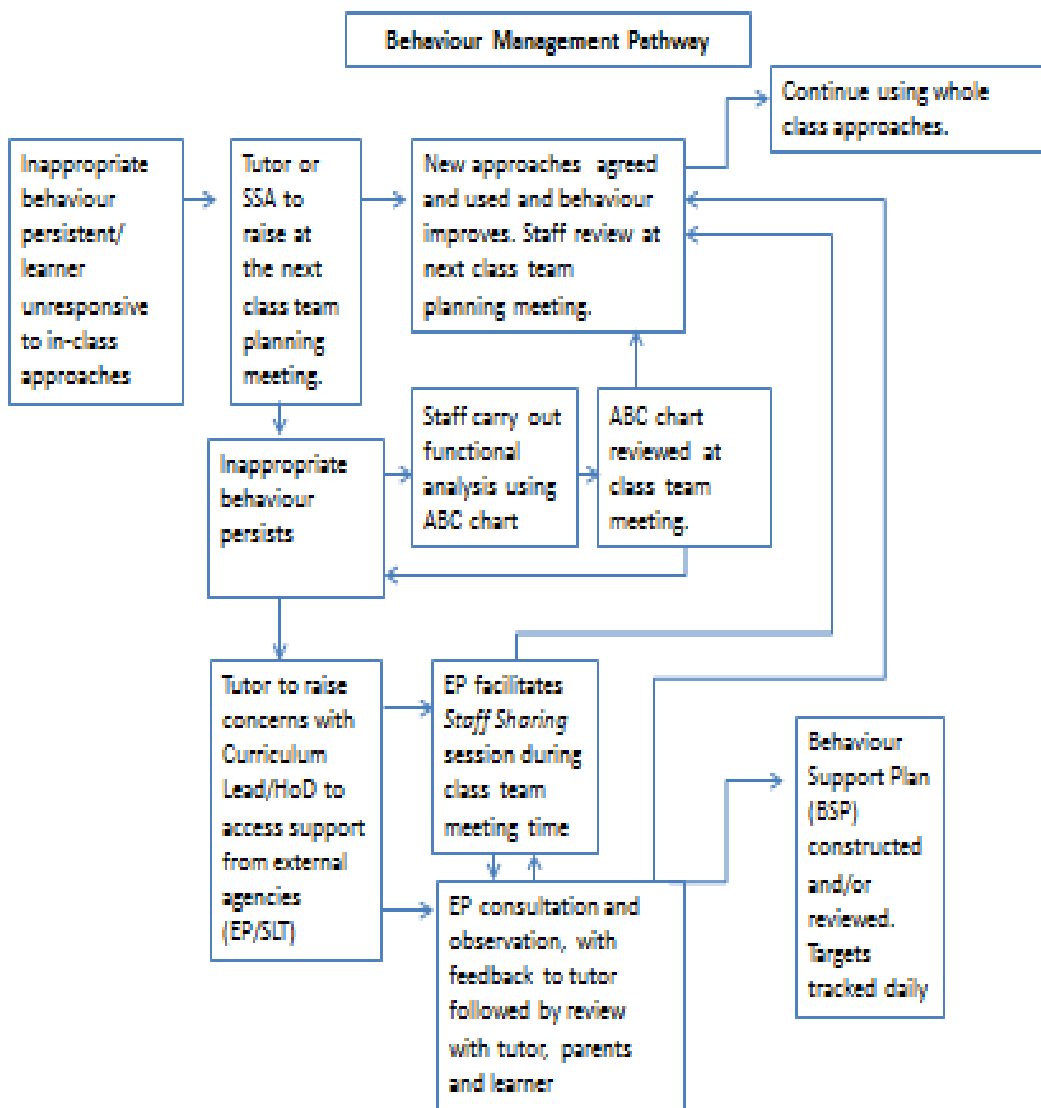 Behaviour Management Pathway
Continue using whole
class approaches.
Inappropriate
behaviour
persistent/
learner
unresponsive
to in-class
approaches
Tutor or
SSA to
raise at
the next
class team
planning
meeting.
New approaches agreed
and used and behaviour
improves. Staff review at
next class team
planning meeting.
Inappropriate
behaviour
persists
Staff carry out
functional
analysis using
ABC chart
ABC chart
reviewed at
class team
meeting.
Tutor to raise
concerns with
Curriculum
Lead/HoD to
access support
from external
agencies
(EP/SLT)
EP facilitates
Staff Sharing
session during
class team
meeting time
EP consultation and
observation, with
feedback to tutor
followed by review
with tutor, parents
and learner
Behaviour
Support Plan
(BSP)
constructed
and/or
reviewed.
Targets
tracked daily